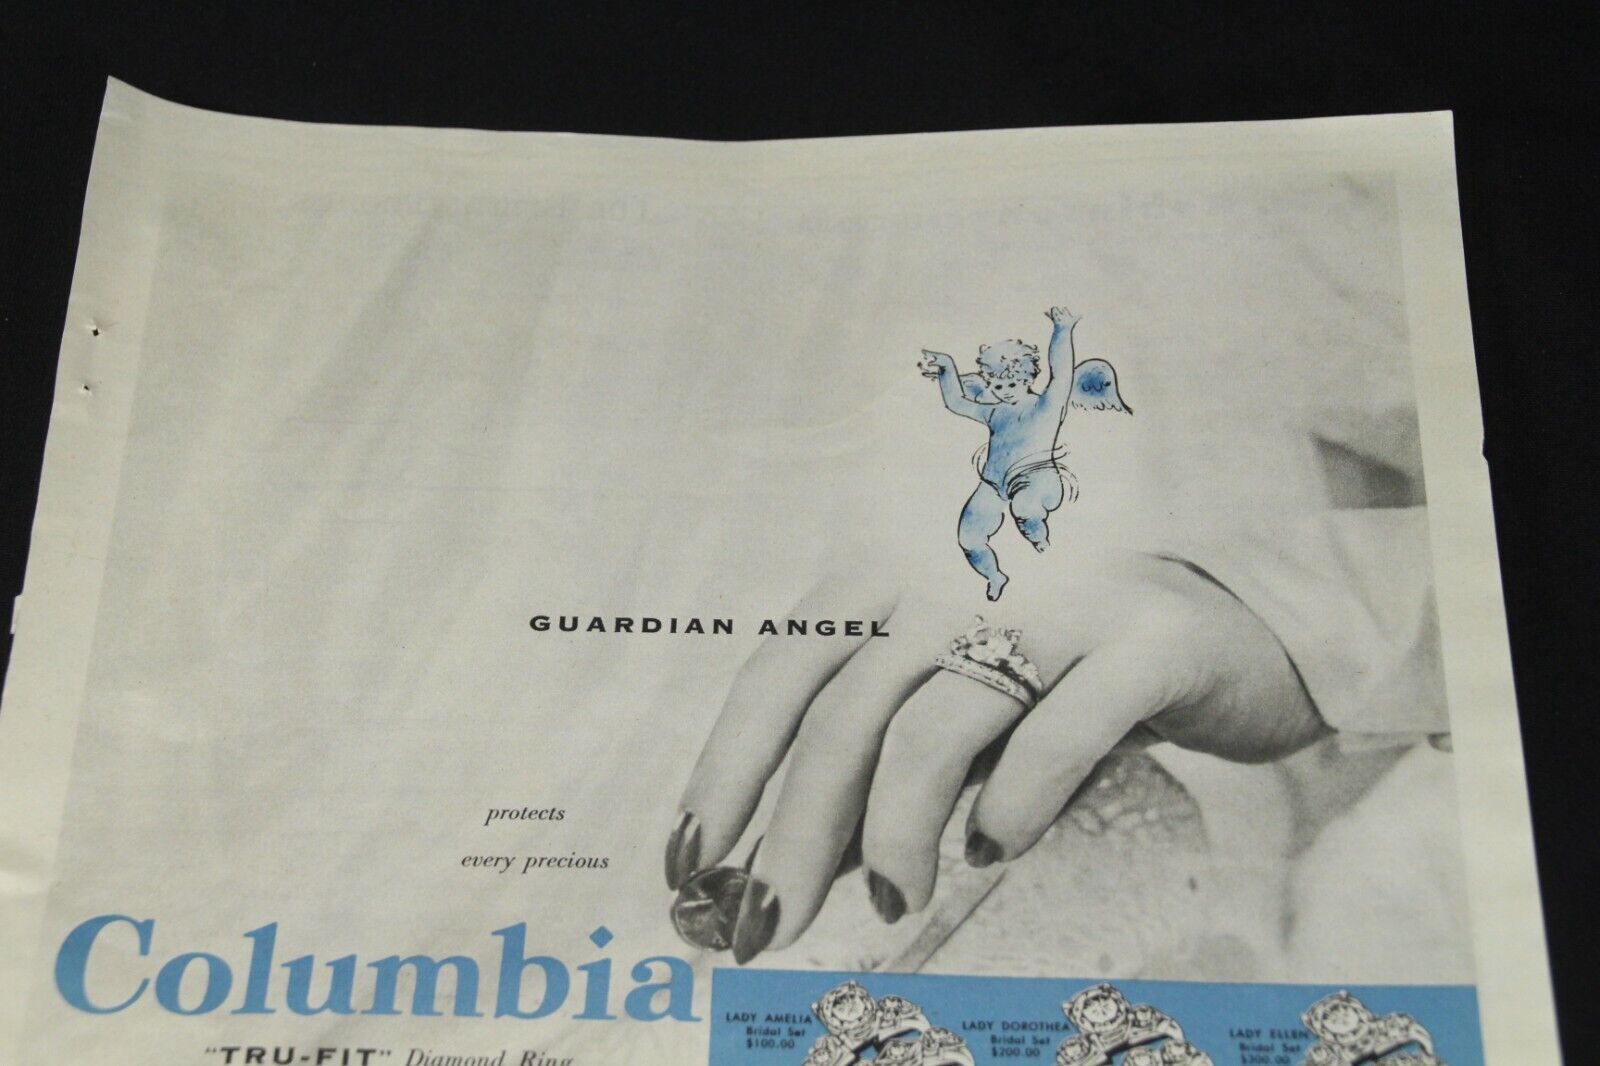 GUARDIAN ANGEL
protects
every precious
Columbia
"TRU-FIT" Diamond Ring
LADY AMELIA
Bridal Set
$100.00
LADY DOROTHEA
Bridal Set
$200.00
LADY ELLEN
Bridal Set
$300.00